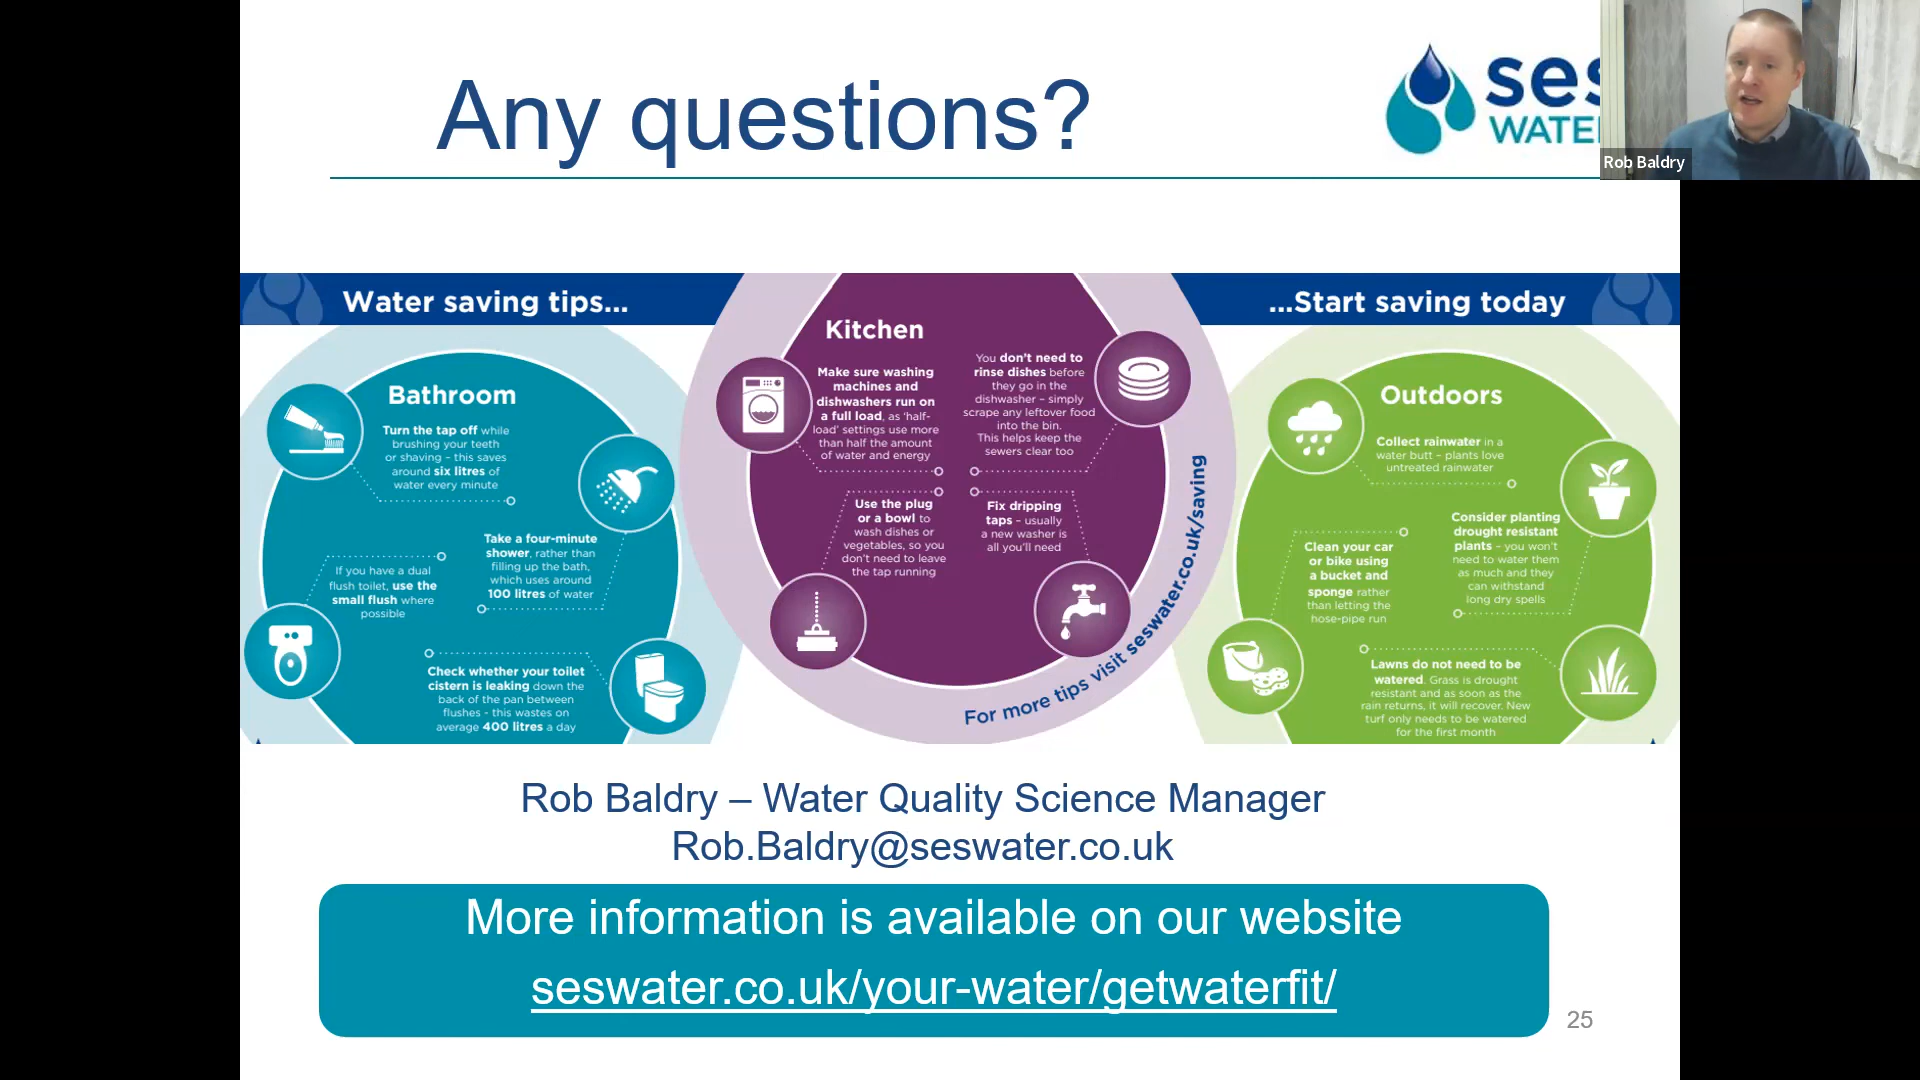 Any questions?
ses
WATE
Rob Baldry
Water saving tips...
...Start saving today
Bathroom
Turn the tap off while
brushing your teeth
or shaving – this saves
around six litres of
water every minute
Take a four-minute
shower, rather than
filling up the bath,
which uses around
100 litres of water
If you have a dual
flush toilet, use the
small flush where
possible
Check whether your toilet
cistern is leaking down the
back of the pan between
flushes - this wastes on
average 400 litres a day
Kitchen
Make sure washing
machines and
dishwashers run on
a full load, as ‘half-
load’ settings use more
than half the amount
of water and energy
You don’t need to
rinse dishes before
they go in the
dishwasher – simply
scrape any leftover food
into the bin.
This helps keep the
sewers clear too
Use the plug
or a bowl to
wash dishes or
vegetables, so you
don’t need to leave
the tap running
Fix dripping
taps – usually
a new washer is
all you’ll need
For more tips visit seswater.co.uk/saving
Outdoors
Collect rainwater in a
water butt – plants love
untreated rainwater
Consider planting
drought resistant
plants – you won’t
need to water them
as much and they
can withstand
long dry spells
Clean your car
or bike using
a bucket and
sponge rather
than letting the
hose-pipe run
Lawns do not need to be
watered. Grass is drought
resistant and as soon as the
rain returns, it will recover. New
turf only needs to be watered
for the first month
Rob Baldry – Water Quality Science Manager
Rob.Baldry@seswater.co.uk
More information is available on our website
seswater.co.uk/your-water/getwaterfit/
25